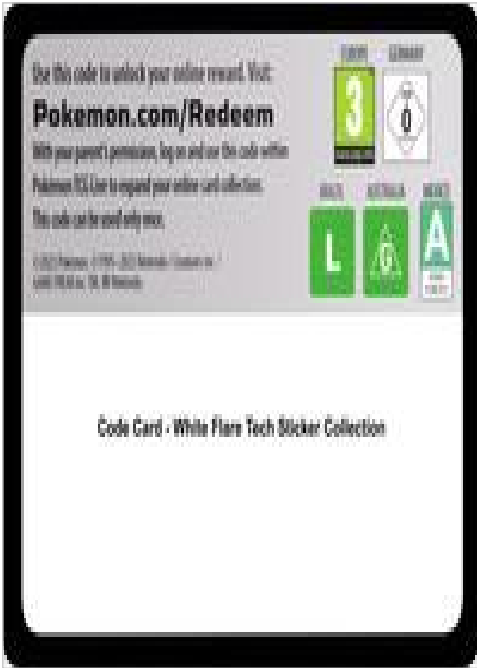 Use this code to unlock your online reward. Visit:
Pokemon.com/Redeem
With your parent's permission, log on and use this code within
Pokémon TCG Live to expand your online card collection.
This code can be used only once.
EUROPE GERMANY
3 0
BRAZIL AUSTRALIA MEXICO
L G A
Code Card - White Flare Tech Sticker Collection